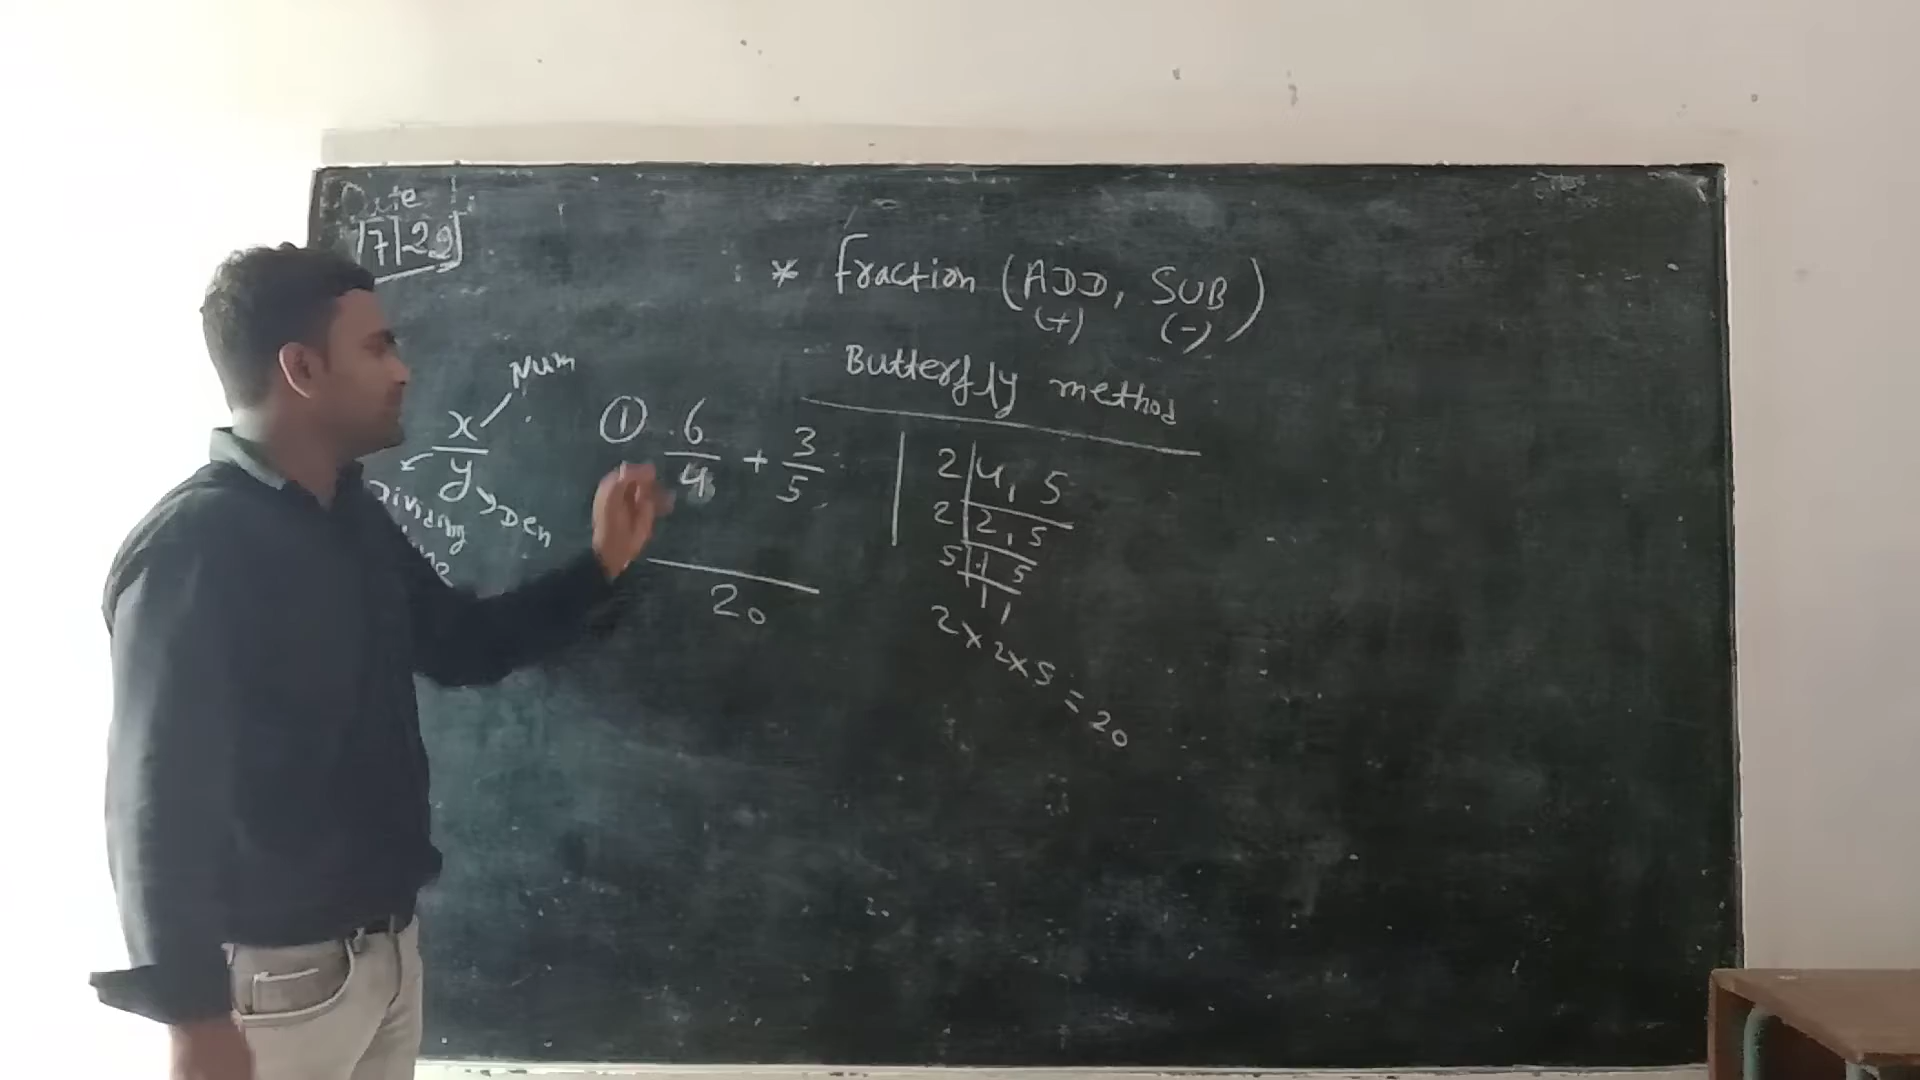 Date
17|22
* Fraction (ADD, SUB)
(+) (-)
Butterfly method
Num
x
y
Den
Dividing
① 6/4 + 3/5
20
2 | 4, 5
2 | 2, 5
5 | 1 5
1 1
2 x 2 x 5 = 20